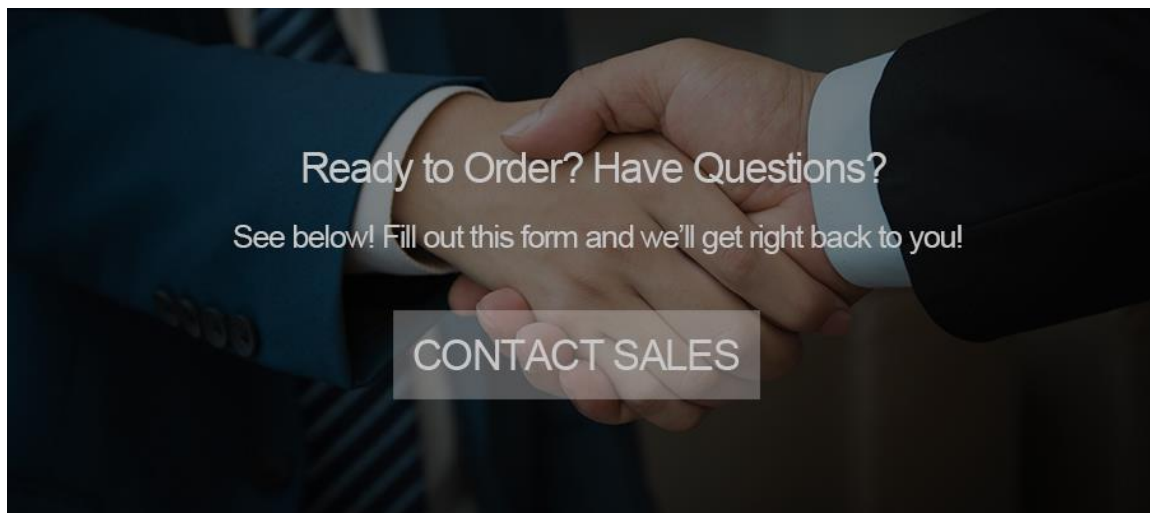 Ready to Order? Have Questions?
See below! Fill out this form and we'll get right back to you!
CONTACT SALES